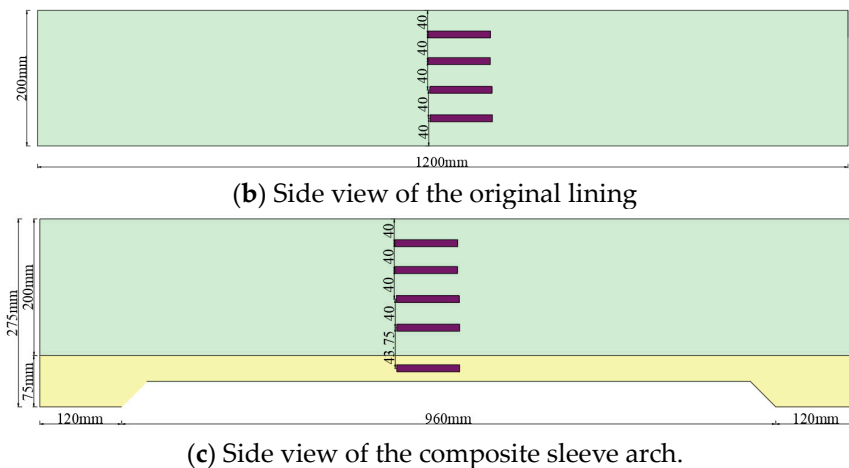 200mm
40
40
40
40
40
1200mm
(b) Side view of the original lining
275mm
200mm
75mm
40
40
40
40
43.75
120mm
960mm
120mm
(c) Side view of the composite sleeve arch.